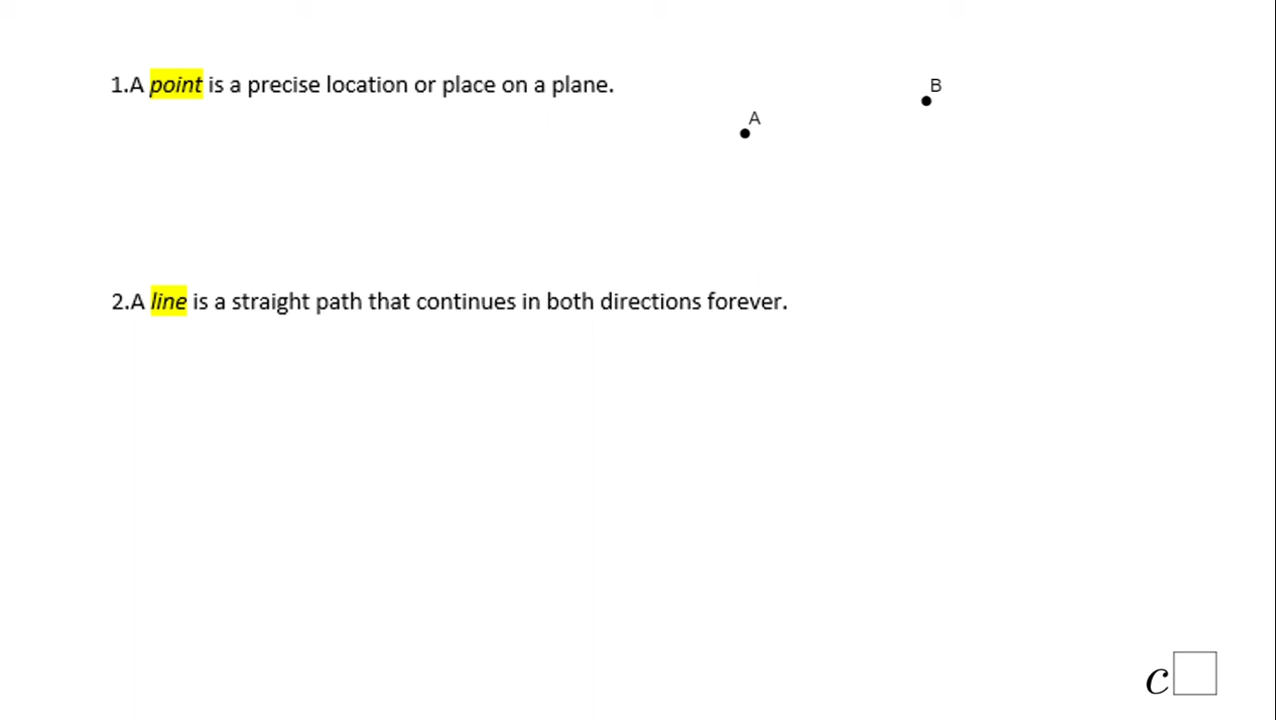 1.A point is a precise location or place on a plane.
B
A
2.A line is a straight path that continues in both directions forever.
c